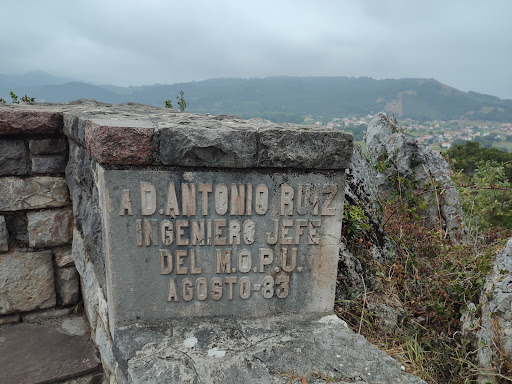 A D. ANTONIO RUIZ
INGENIERO JEFE
DEL M.O.P.U.
AGOSTO-83